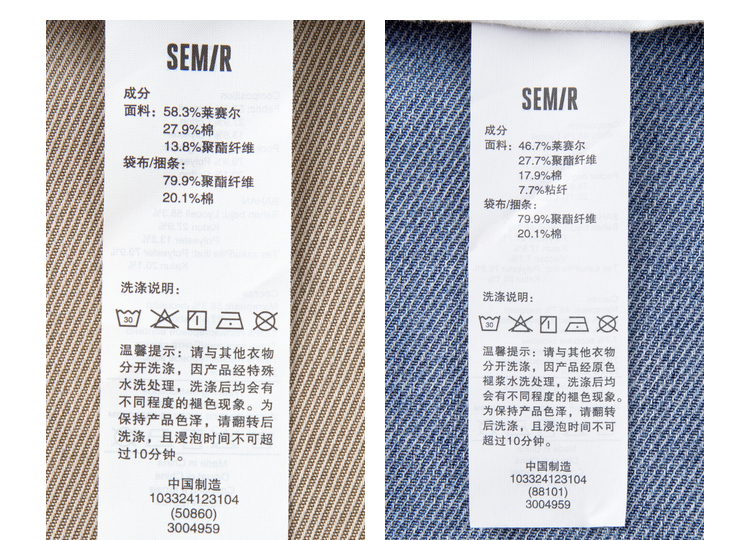 SEM/R
成分
面料：58.3%莱赛尔
27.9%棉
13.8%聚酯纤维
袋布/捆条：
79.9%聚酯纤维
20.1%棉
洗涤说明：
30
温馨提示：请与其他衣物
分开洗涤，因产品经特殊
水洗处理，洗涤后均会有
不同程度的褪色现象。为
保持产品色泽，请翻转后
洗涤，且浸泡时间不可超
过10分钟。
中国制造
103324123104
(50860)
3004959
SEM/R
成分
面料：46.7%莱赛尔
27.7%聚酯纤维
17.9%棉
7.7%粘纤
袋布/捆条：
79.9%聚酯纤维
20.1%棉
洗涤说明：
30
温馨提示：请与其他衣物
分开洗涤，因产品经原色
褪浆水洗处理，洗涤后均
有不同程度的褪色现象。
为保持产品色泽，请翻转
后洗涤，且浸泡时间不可
超过10分钟。
中国制造
103324123104
(88101)
3004959